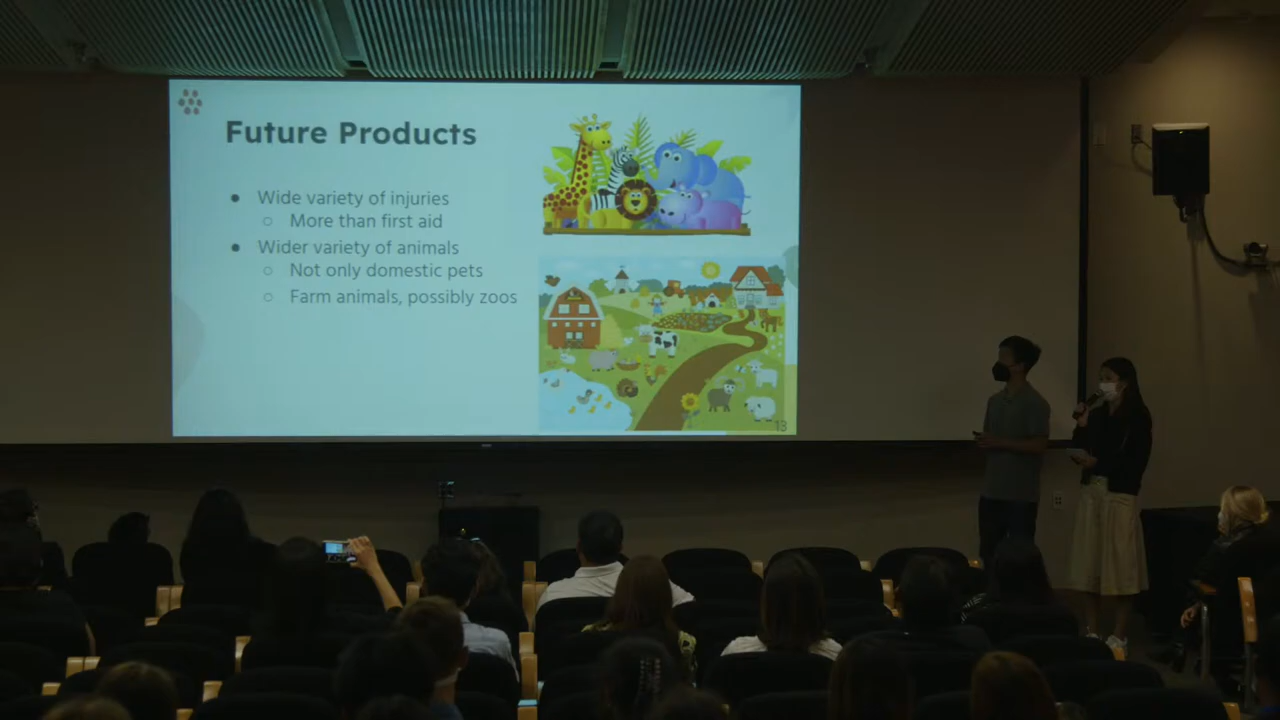 Future Products
Wide variety of injuries
More than first aid
Wider variety of animals
Not only domestic pets
Farm animals, possibly zoos
13